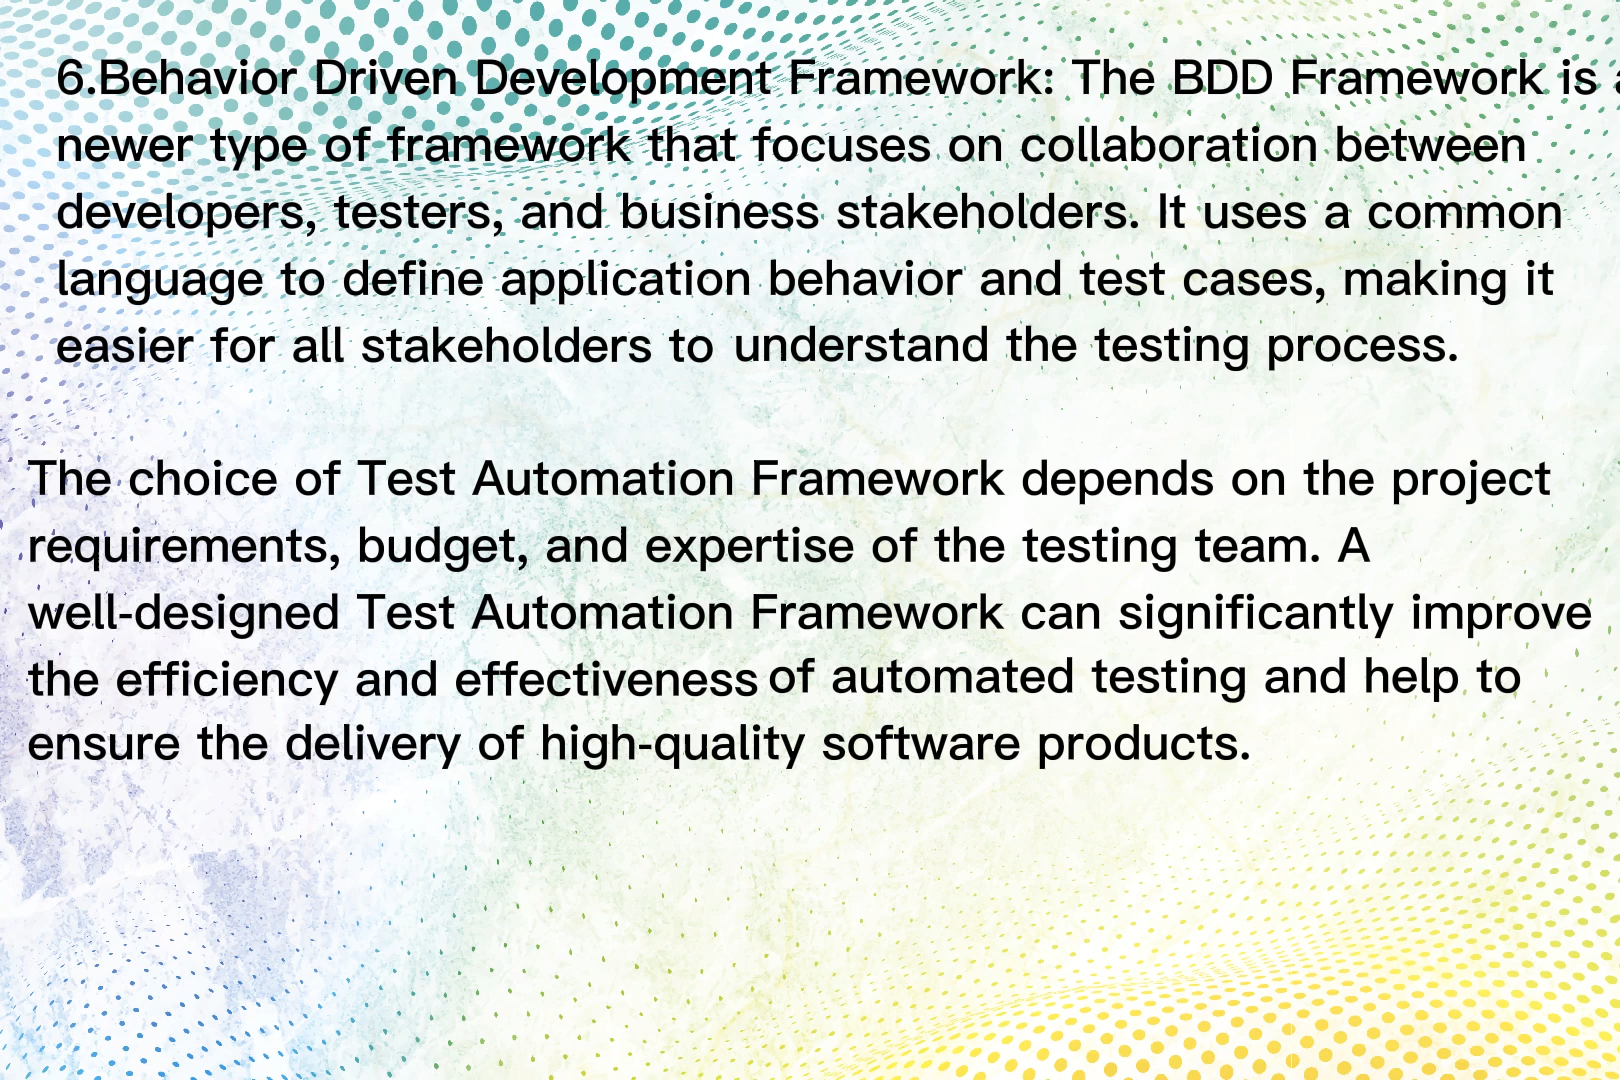 6.Behavior Driven Development Framework: The BDD Framework is a
newer type of framework that focuses on collaboration between
developers, testers, and business stakeholders. It uses a common
language to define application behavior and test cases, making it
easier for all stakeholders to understand the testing process.
The choice of Test Automation Framework depends on the project
requirements, budget, and expertise of the testing team. A
well-designed Test Automation Framework can significantly improve
the efficiency and effectiveness of automated testing and help to
ensure the delivery of high-quality software products.